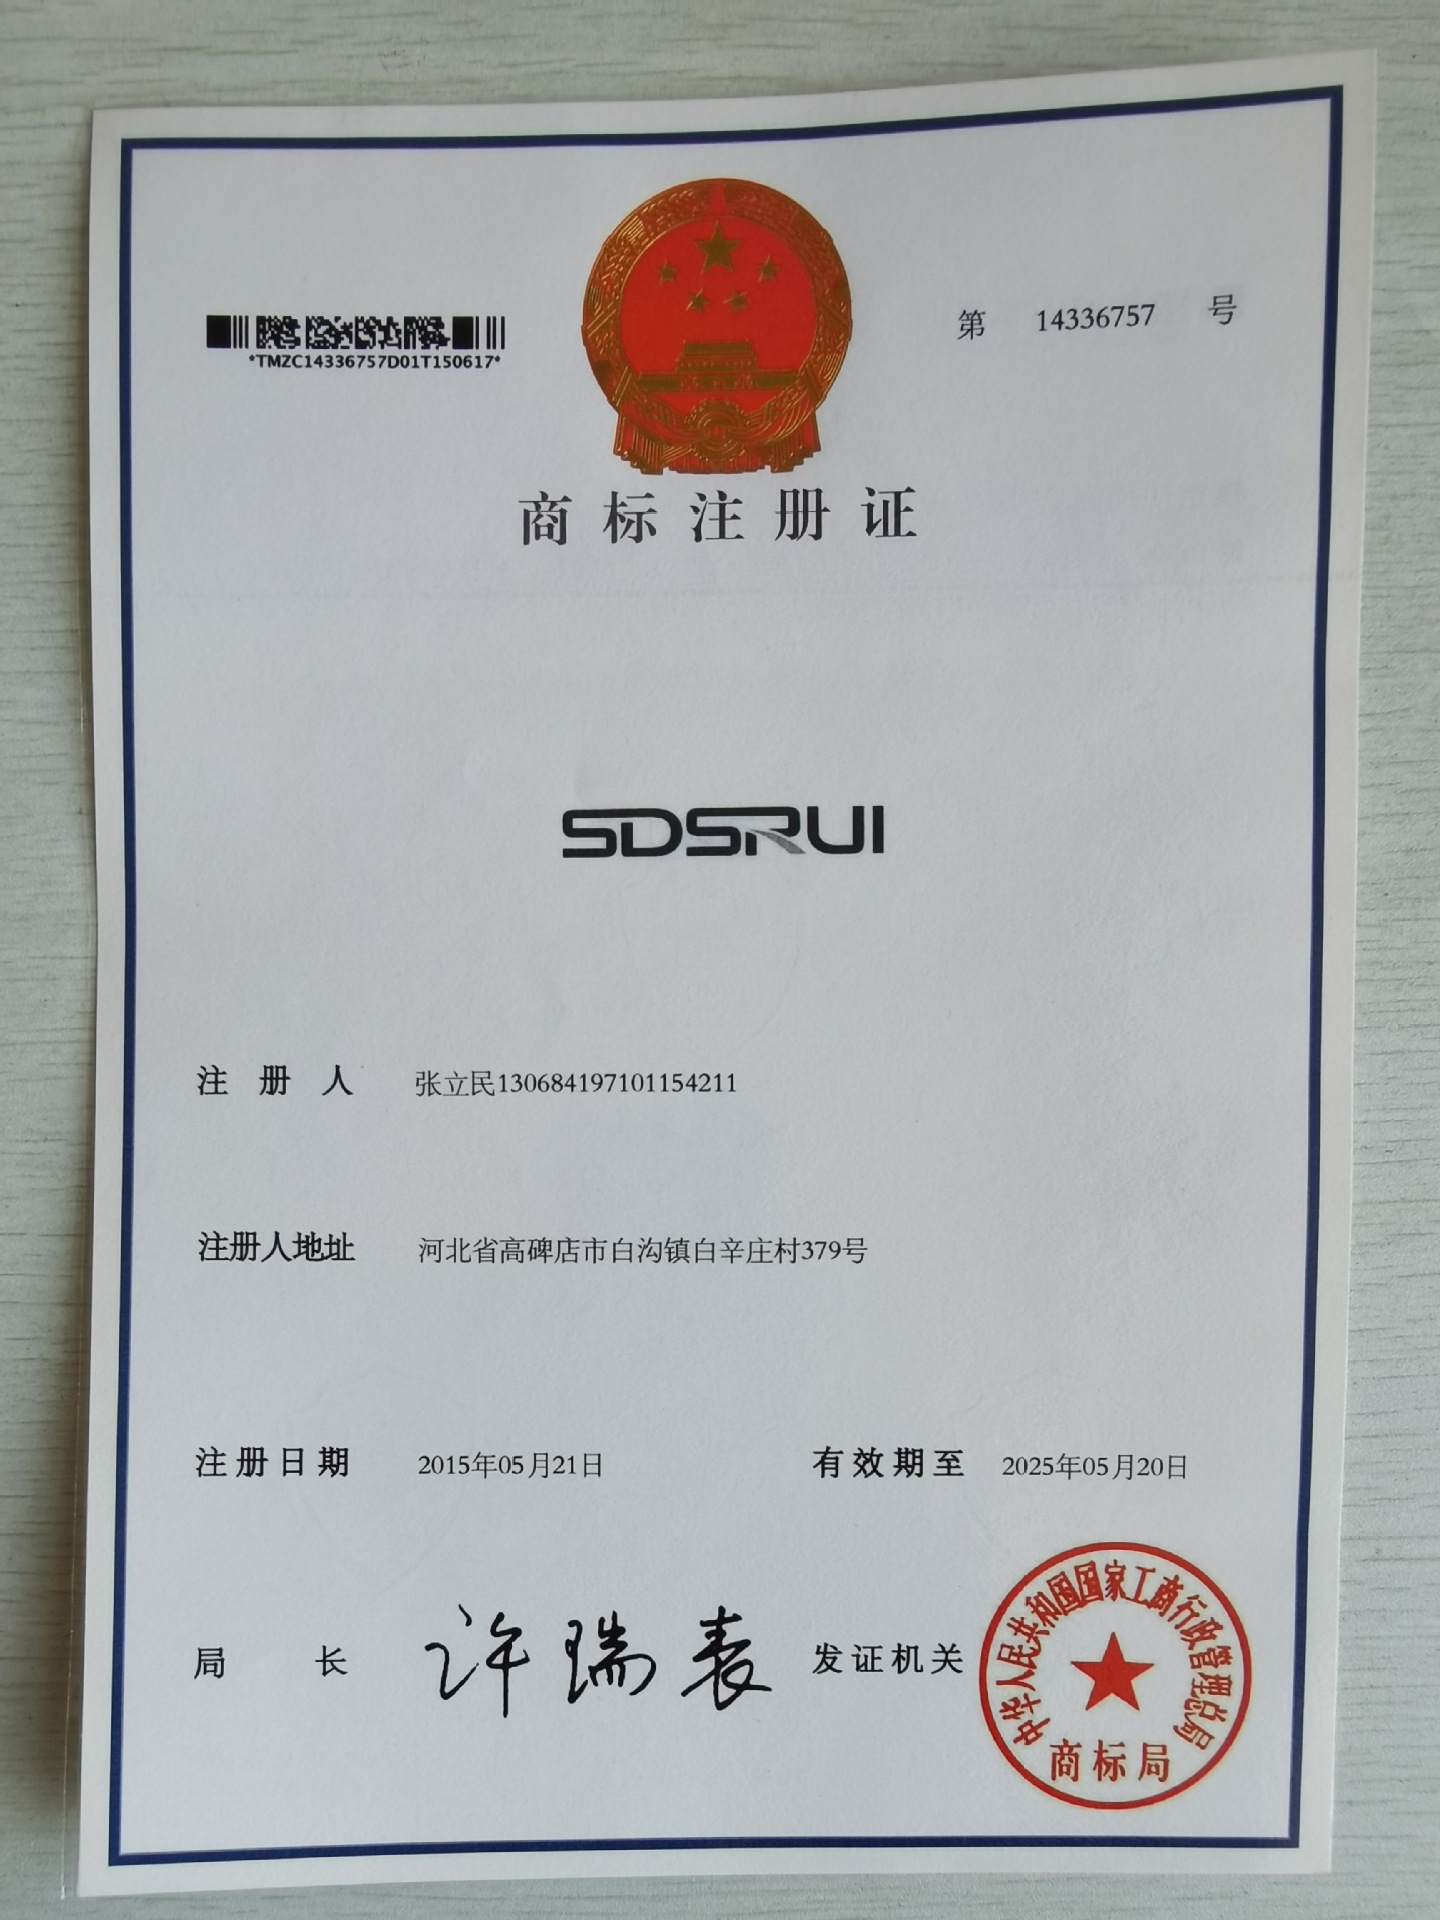 *TMZC14336757D01T150617*
第 14336757 号
商标注册证
SDSRUI
注册人 张立民130684197101154211
注册人地址 河北省高碑店市白沟镇白辛庄村379号
注册日期 2015年05月21日 有效期至 2025年05月20日
局长 许瑞表 发证机关
中华人民共和国国家工商行政管理总局
商标局